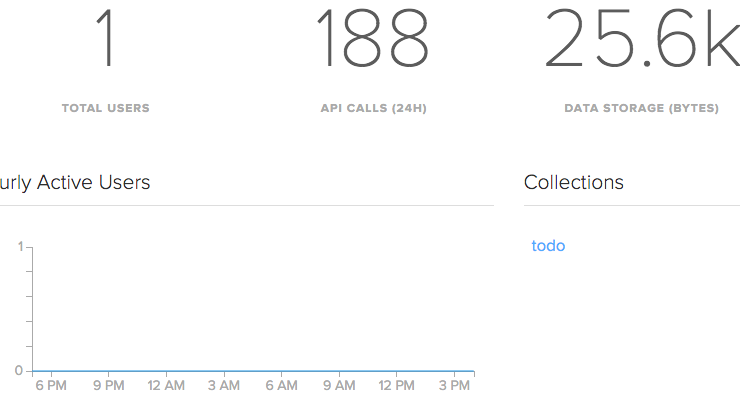 1 188 25.6k
TOTAL USERS API CALLS (24H) DATA STORAGE (BYTES)
urly Active Users Collections
1
todo
0
6 PM 9 PM 12 AM 3 AM 6 AM 9 AM 12 PM 3 PM